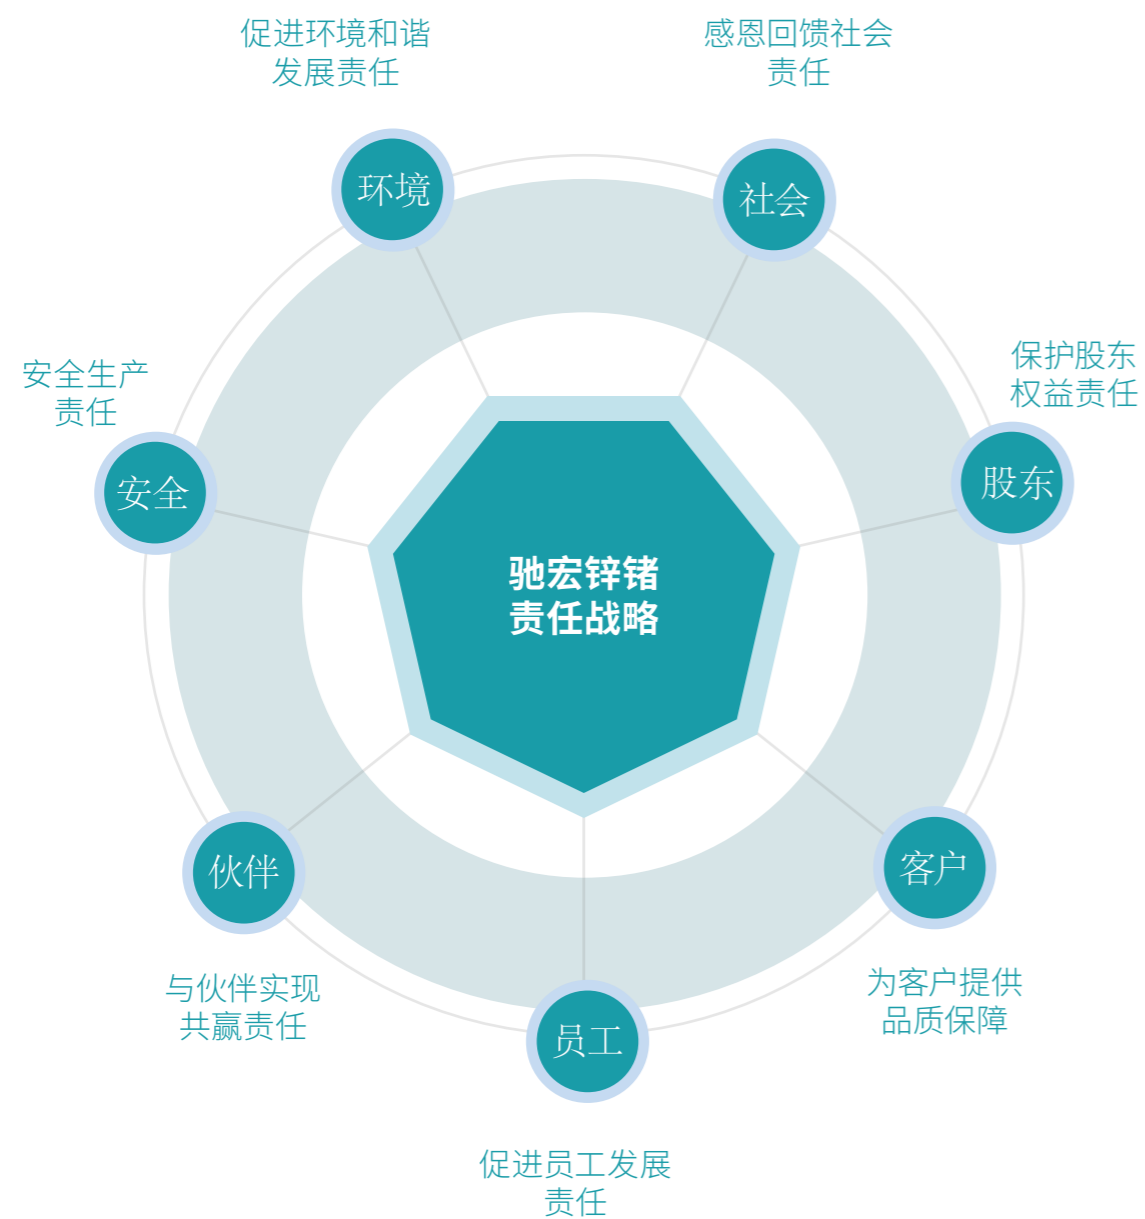 促进环境和谐
发展责任
感恩回馈社会
责任
环境
社会
安全生产
责任
保护股东
权益责任
安全
股东
驰宏锌锗
责任战略
伙伴
客户
与伙伴实现
共赢责任
为客户提供
品质保障
员工
促进员工发展
责任